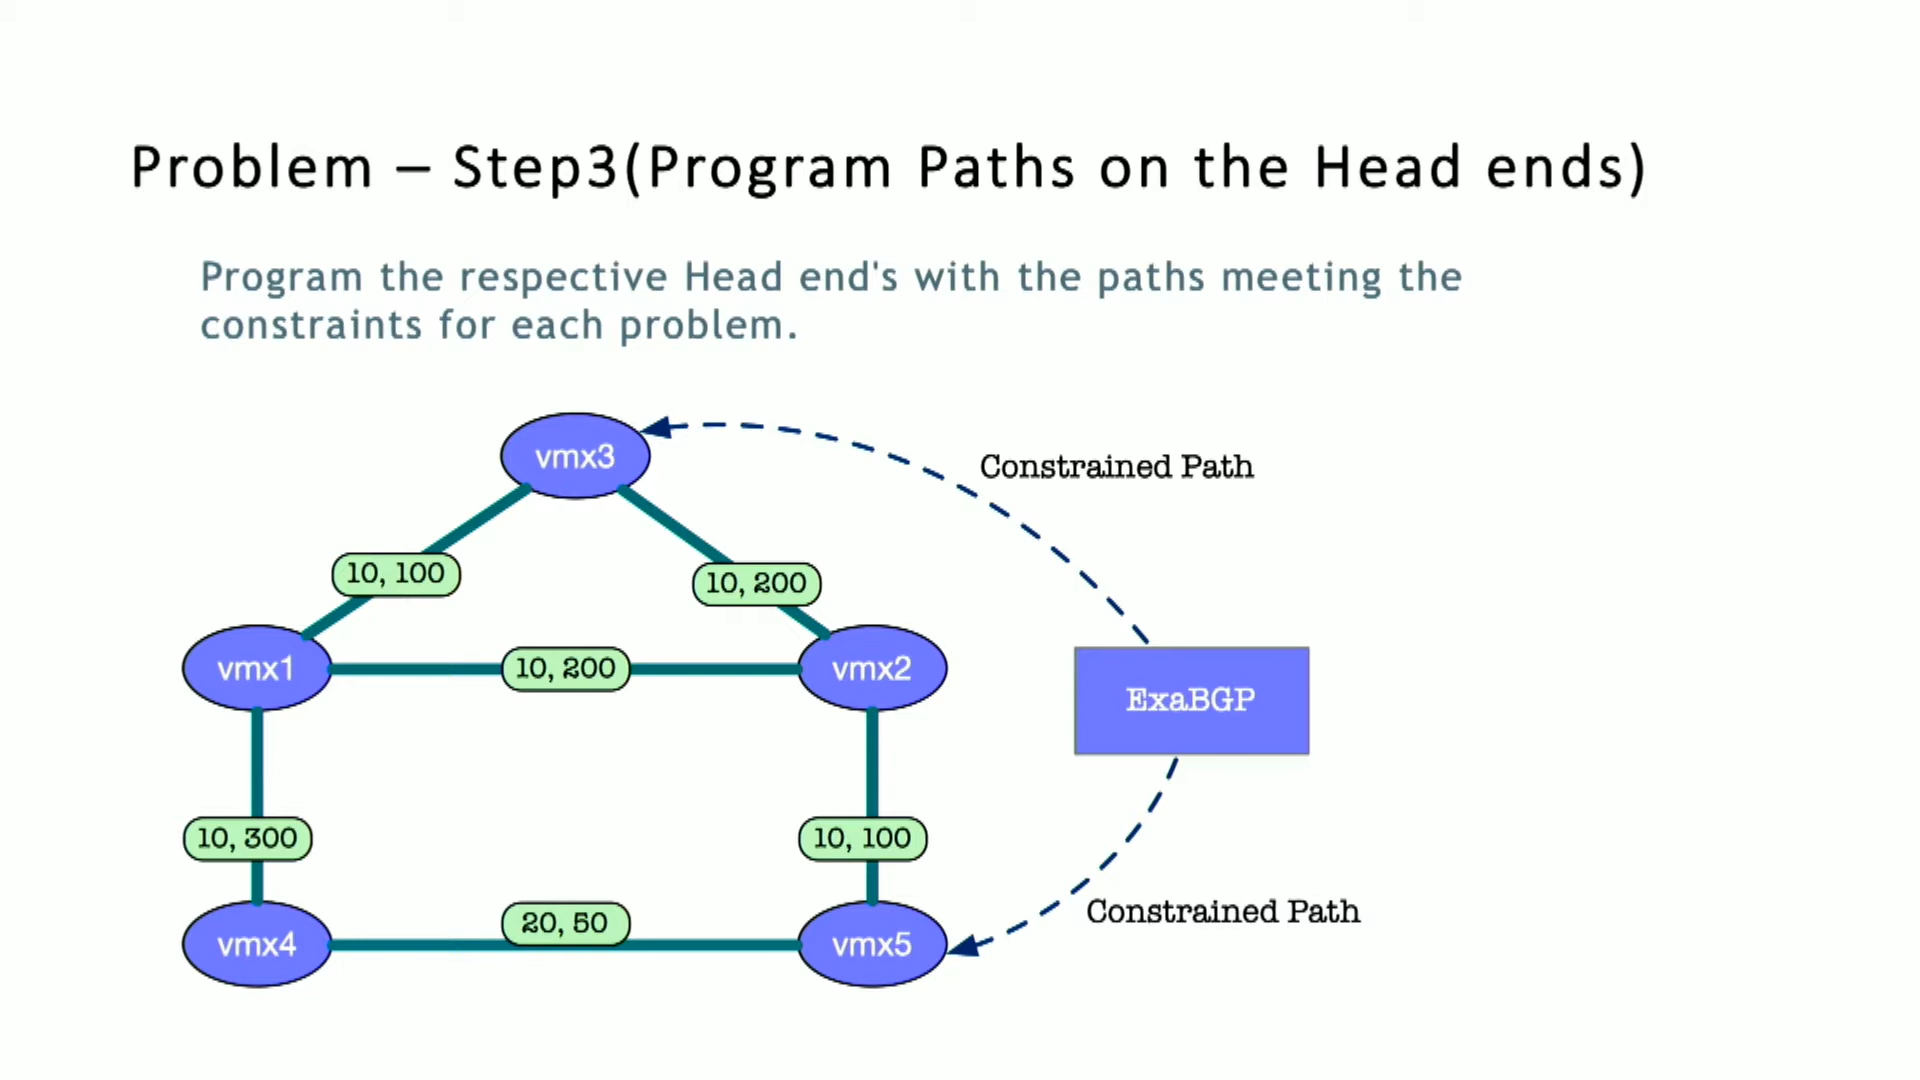 Problem – Step3(Program Paths on the Head ends)
Program the respective Head end's with the paths meeting the
constraints for each problem.
vmx3
Constrained Path
10, 100
10, 200
vmx1
10, 200
vmx2
ExaBGP
10, 300
10, 100
Constrained Path
20, 50
vmx4
vmx5